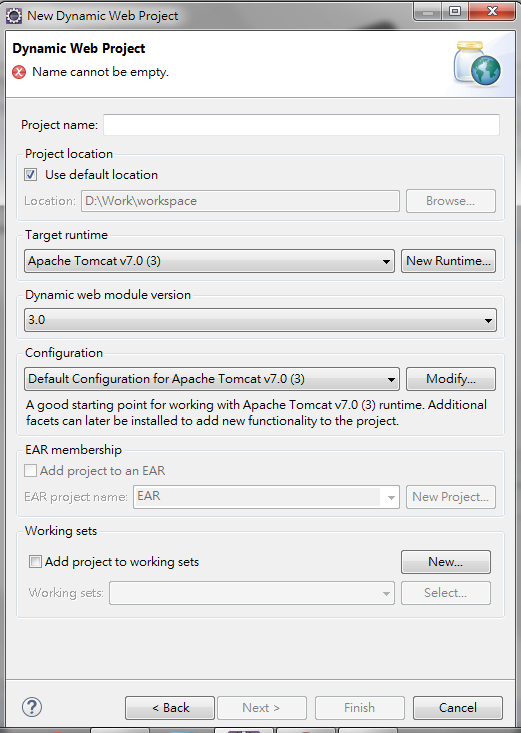 New Dynamic Web Project
Dynamic Web Project
Name cannot be empty.
Project name:
Project location
Use default location
Location: D:\Work\workspace Browse...
Target runtime
Apache Tomcat v7.0 (3) New Runtime...
Dynamic web module version
3.0
Configuration
Default Configuration for Apache Tomcat v7.0 (3) Modify...
A good starting point for working with Apache Tomcat v7.0 (3) runtime. Additional
facets can later be installed to add new functionality to the project.
EAR membership
Add project to an EAR
EAR project name: EAR New Project...
Working sets
Add project to working sets New...
Working sets: Select...
? < Back Next > Finish Cancel